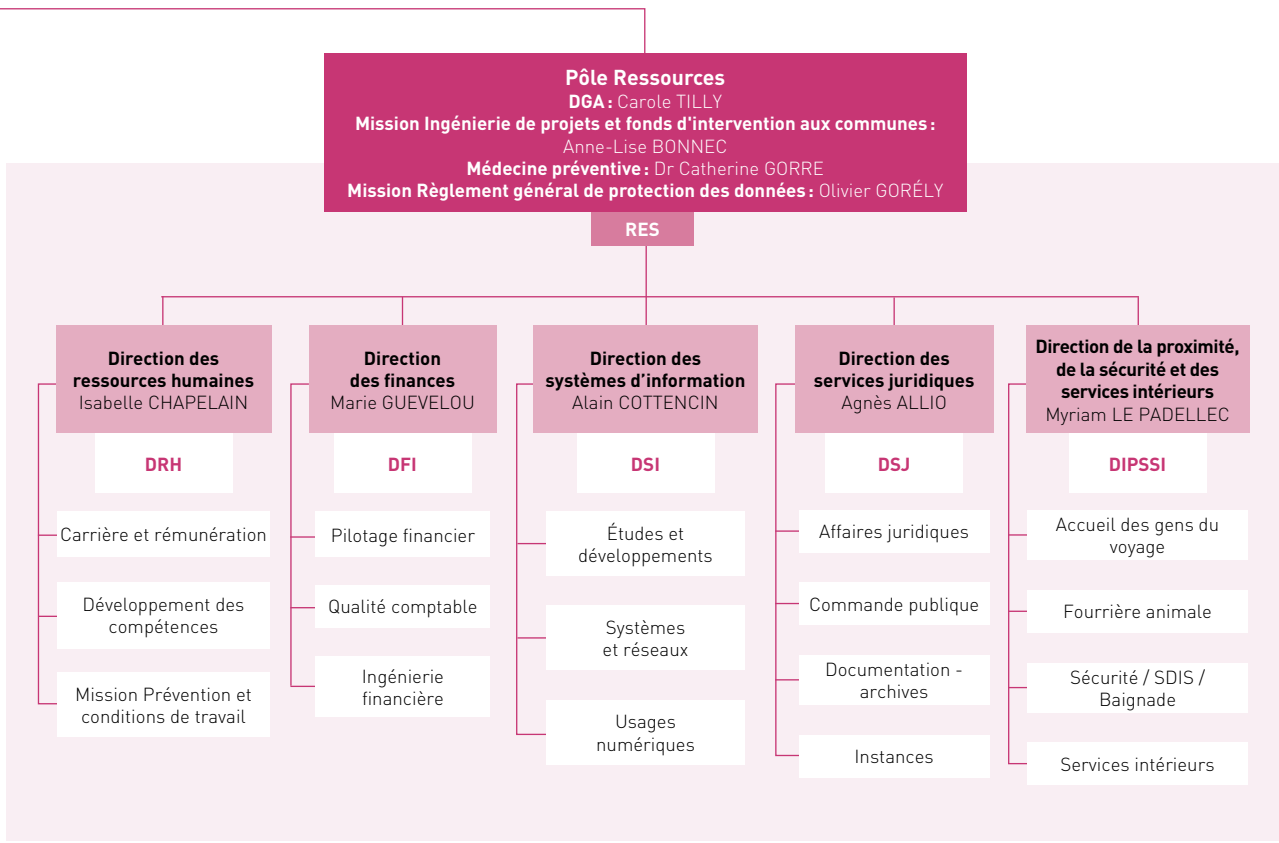 Pôle Ressources
DGA : Carole TILLY
Mission Ingénierie de projets et fonds d'intervention aux communes :
Anne-Lise BONNEC
Médecine préventive : Dr Catherine GORRE
Mission Règlement général de protection des données : Olivier GORÉLY
RES
Direction des
ressources humaines
Isabelle CHAPELAIN
DRH
Carrière et rémunération
Développement des
compétences
Mission Prévention et
conditions de travail
Direction
des finances
Marie GUEVELOU
DFI
Pilotage financier
Qualité comptable
Ingénierie
financière
Direction des
systèmes d’information
Alain COTTENCIN
DSI
Études et
développements
Systèmes
et réseaux
Usages
numériques
Direction des
services juridiques
Agnès ALLIO
DSJ
Affaires juridiques
Commande publique
Documentation -
archives
Instances
Direction de la proximité,
de la sécurité et des
services intérieurs
Myriam LE PADELLEC
DIPSSI
Accueil des gens du
voyage
Fourrière animale
Sécurité / SDIS /
Baignade
Services intérieurs